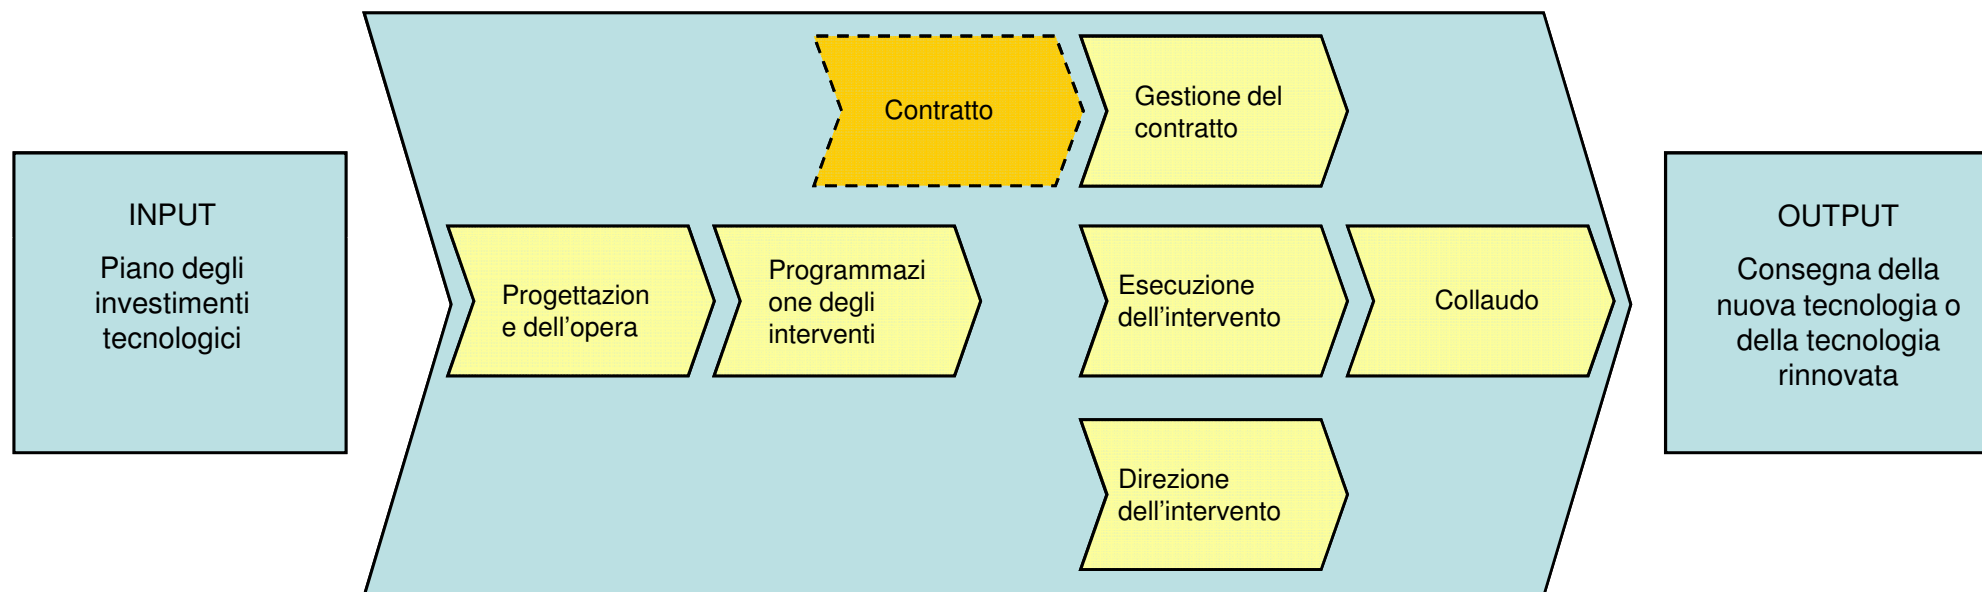 Contratto
Gestione del
contratto
INPUT
Piano degli
investimenti
tecnologici
Progettazion
e dell’opera
Programmazi
one degli
interventi
Esecuzione
dell’intervento
Collaudo
OUTPUT
Consegna della
nuova tecnologia o
della tecnologia
rinnovata
Direzione
dell’intervento